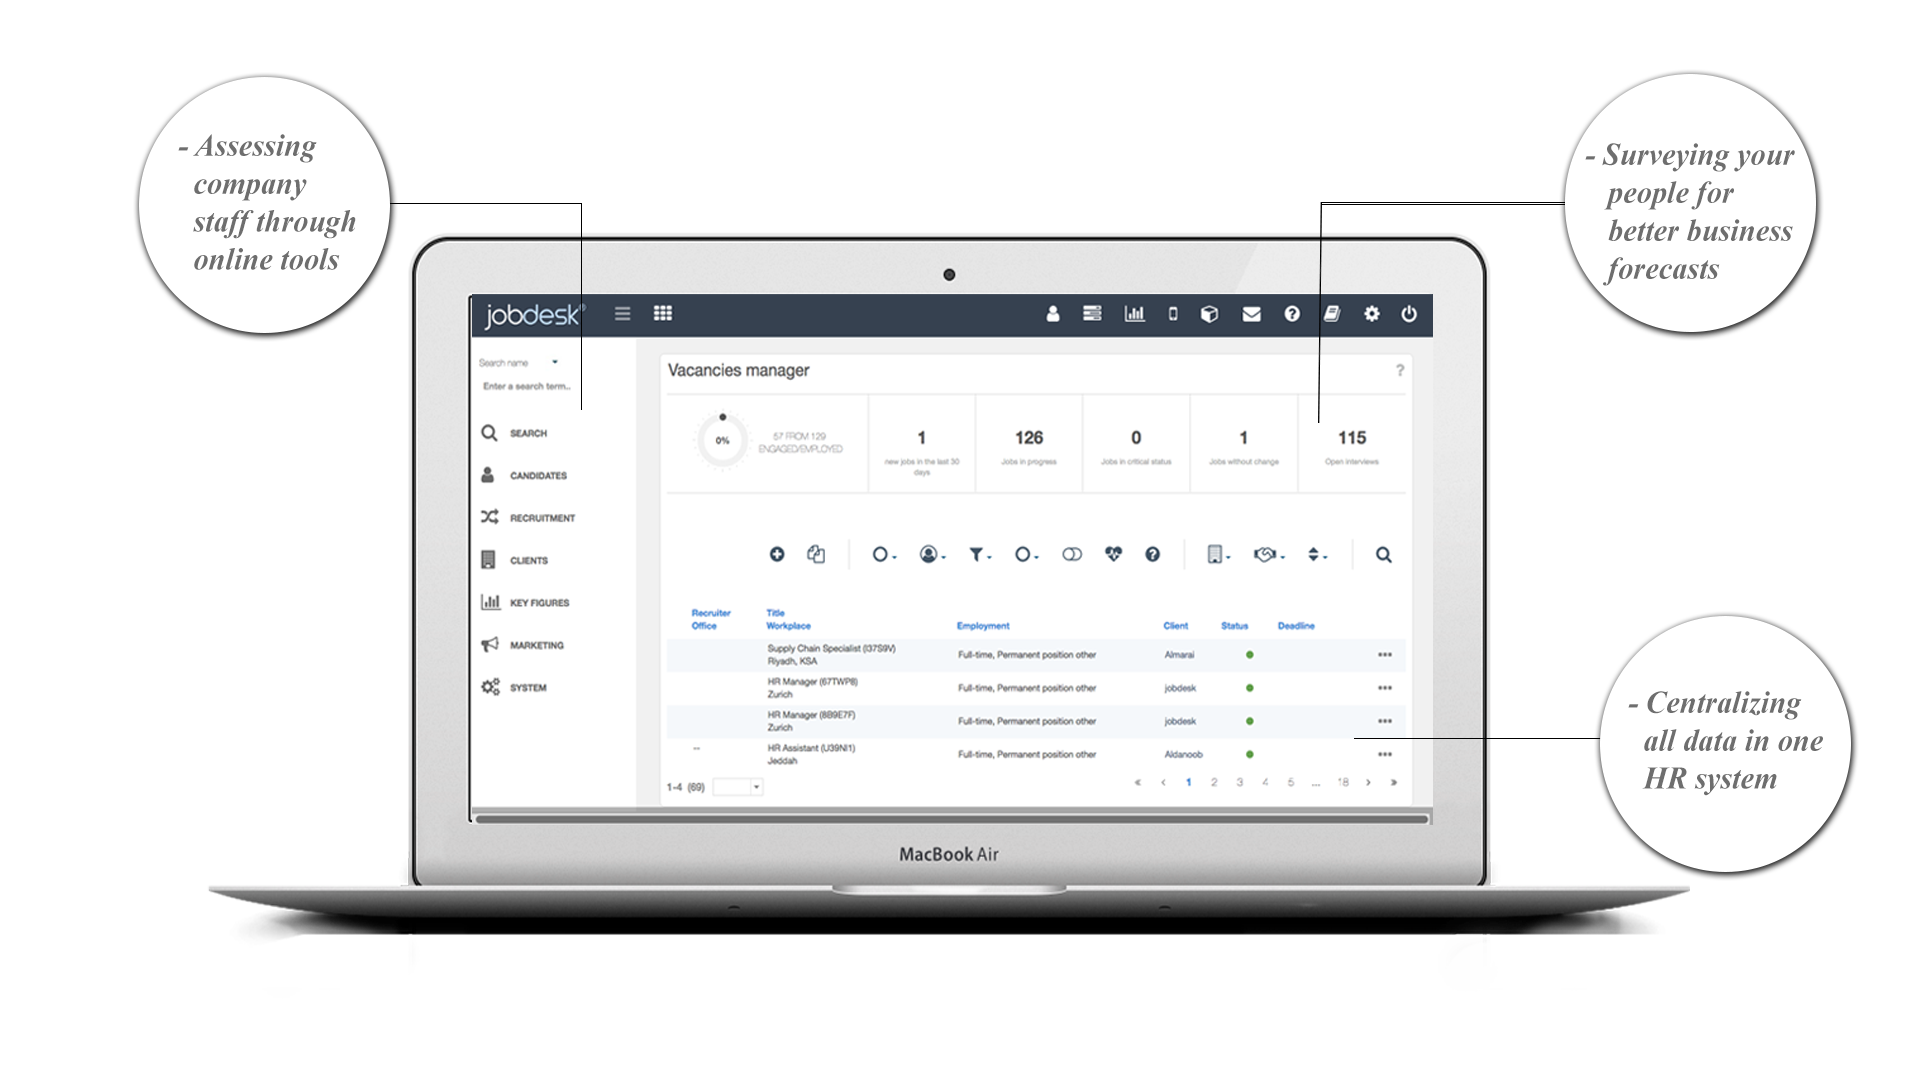 - Assessing
company
staff through
online tools
- Surveying your
people for
better business
forecasts
jobdesk®
Search name
Enter a search term..
SEARCH
CANDIDATES
RECRUITMENT
CLIENTS
KEY FIGURES
MARKETING
SYSTEM
Vacancies manager
?
0%
57 FROM 129
ENGAGED/EMPLOYED
1
new jobs in the last 30
days
126
Jobs in progress
0
Jobs in critical status
1
Jobs without change
115
Open interviews
Recruiter Title
Office Workplace Employment Client Status Deadline
Supply Chain Specialist (I37S9V)
Riyadh, KSA
Full-time, Permanent position other Almarai
HR Manager (67TWP8)
Zurich
Full-time, Permanent position other jobdesk
HR Manager (8B9E7F)
Zurich
Full-time, Permanent position other jobdesk
--
HR Assistant (U39NI1)
Jeddah
Full-time, Permanent position other Aldanoob
1-4 (69)
« ‹ 1 2 3 4 5 ... 18 › »
- Centralizing
all data in one
HR system
MacBook Air